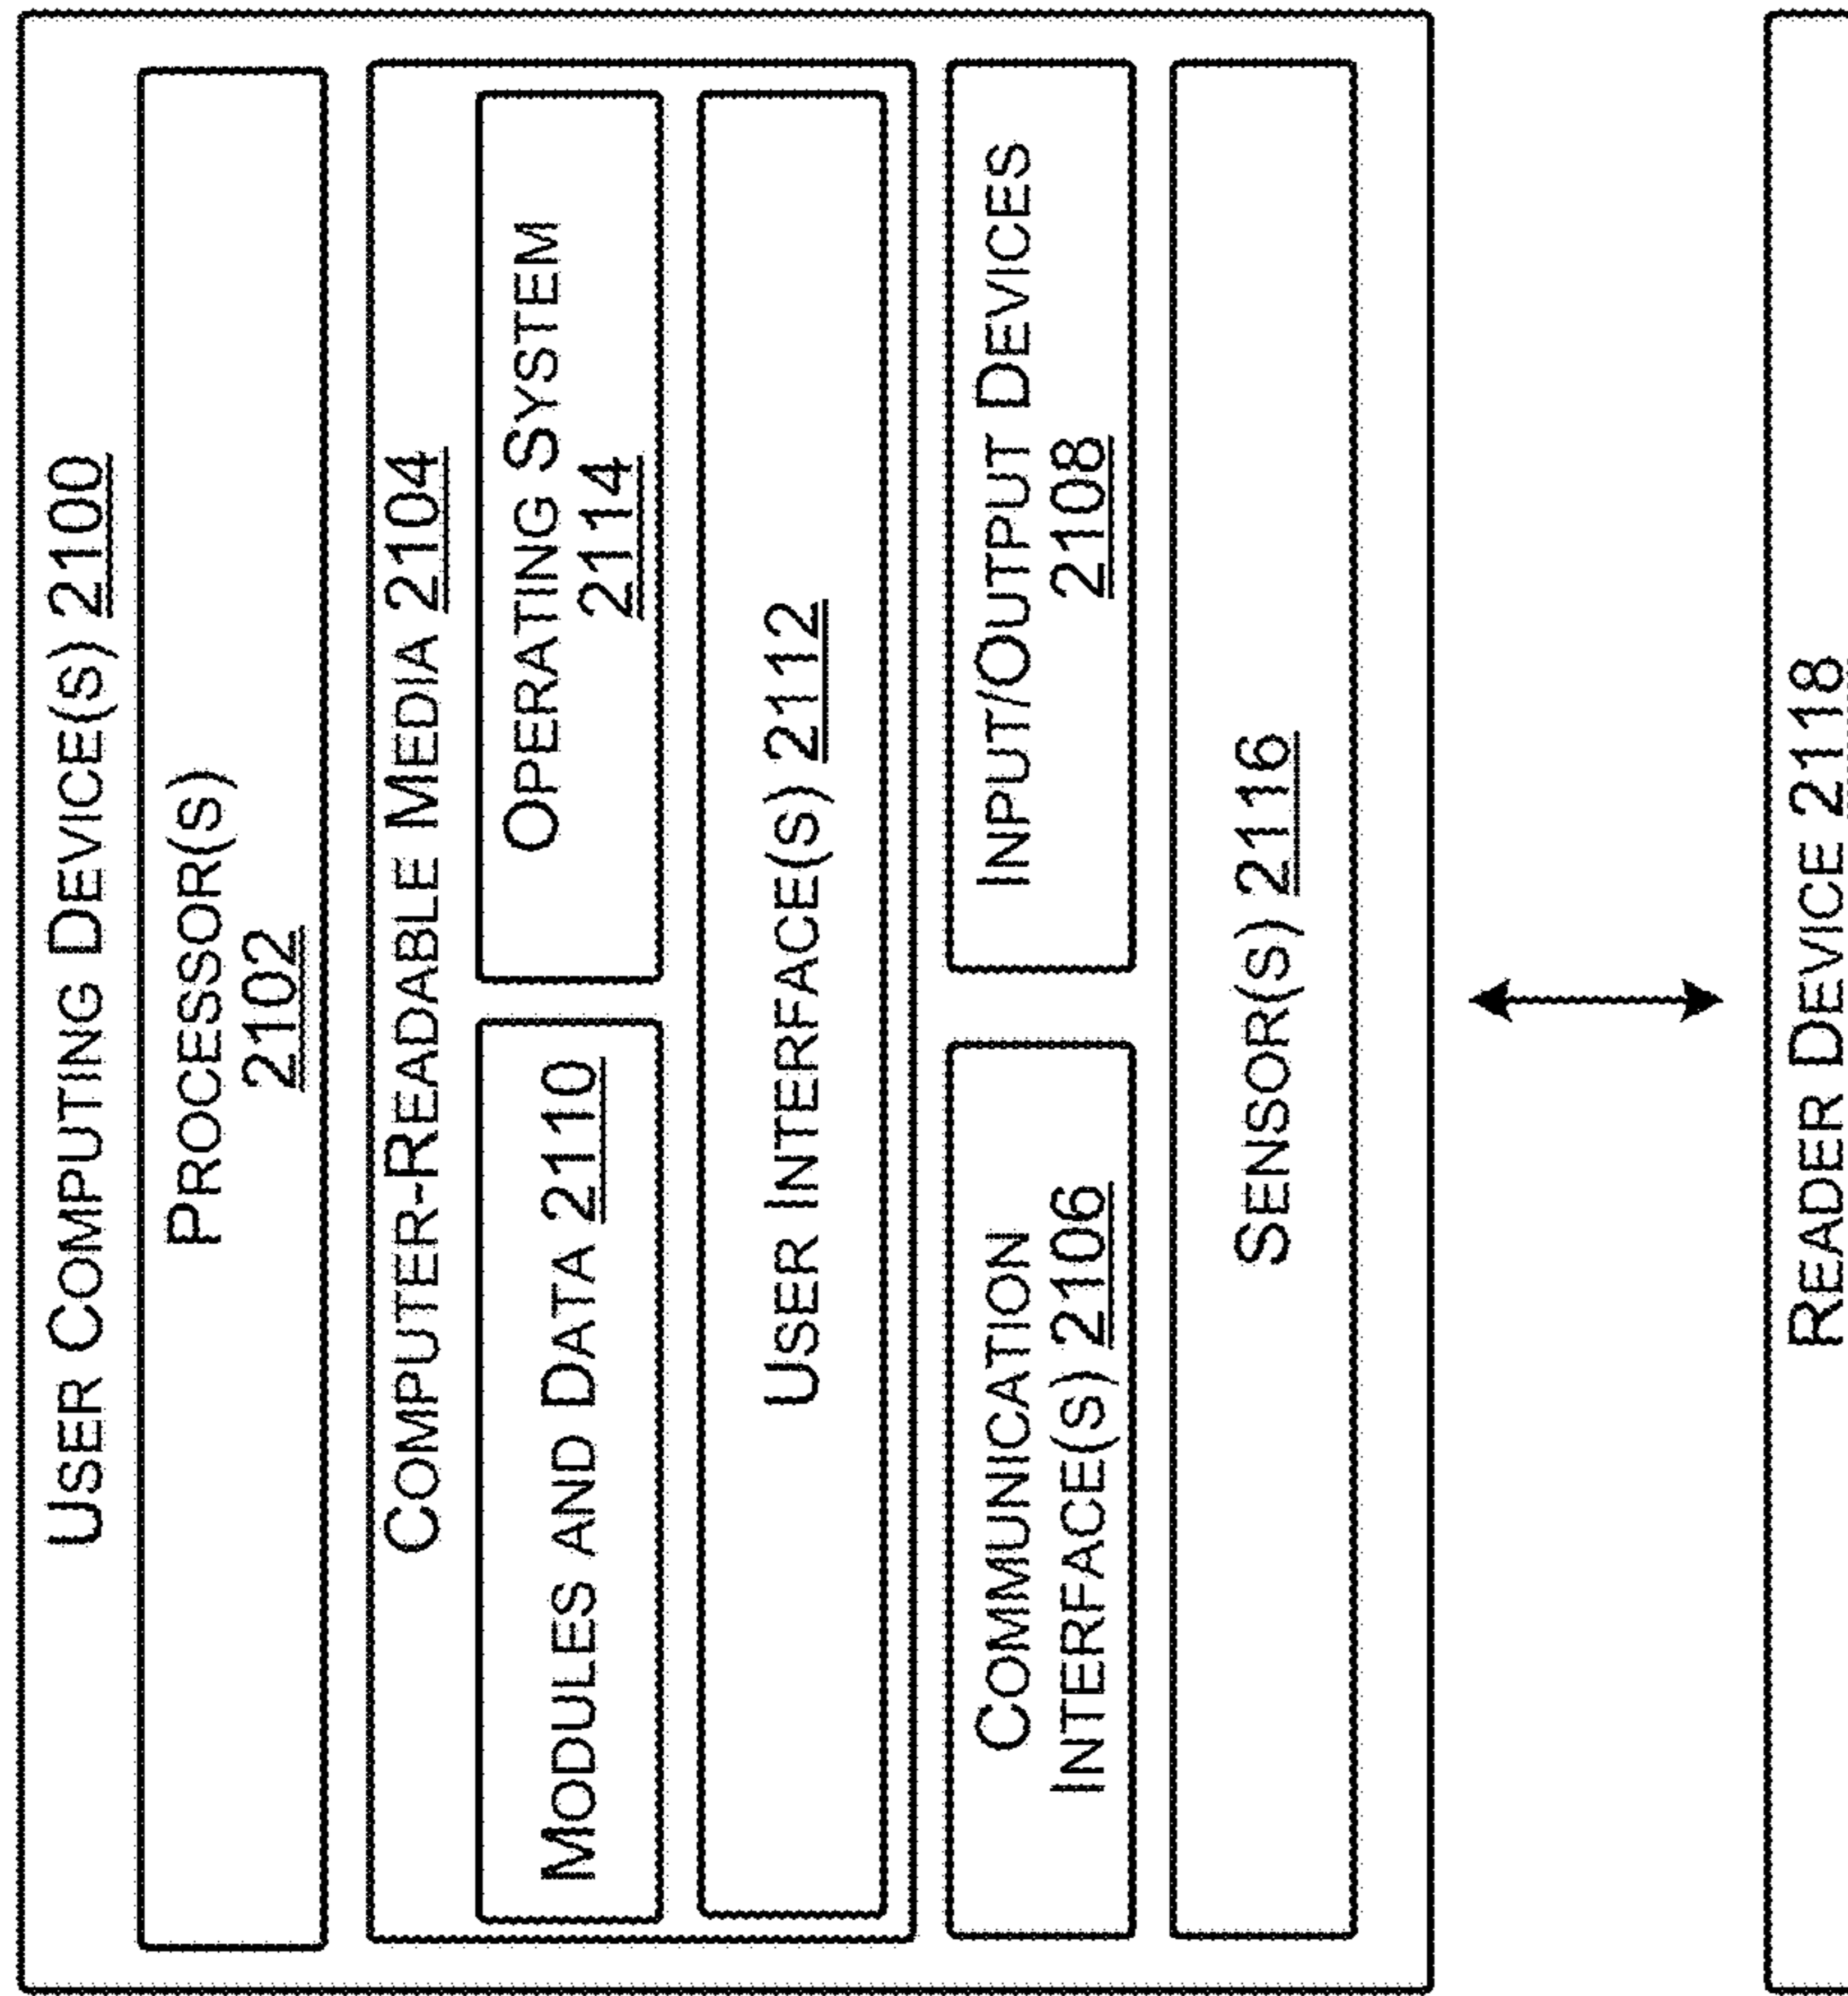 USER COMPUTING DEVICE(S) 2100
PROCESSOR(S)
2102
COMPUTER-READABLE MEDIA 2104
MODULES AND DATA 2110
OPERATING SYSTEM
2114
USER INTERFACE(S) 2112
COMMUNICATION
INTERFACE(S) 2106
INPUT/OUTPUT DEVICES
2108
SENSOR(S) 2116
READER DEVICE 2118